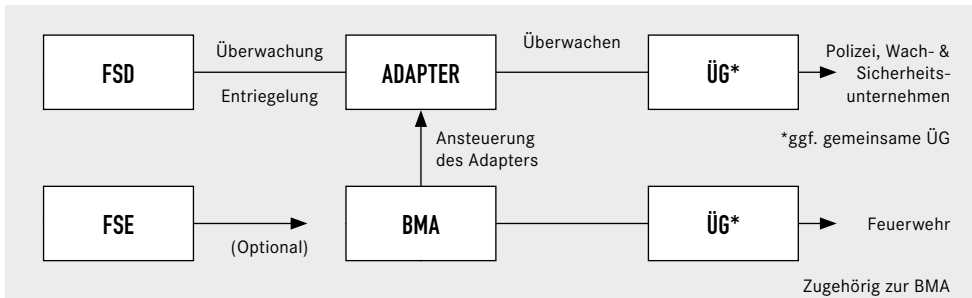 FSD
Überwachung
Entriegelung
ADAPTER
Überwachen
ÜG*
Polizei, Wach- &
Sicherheits-
unternehmen
*ggf. gemeinsame ÜG
Ansteuerung
des Adapters
FSE
(Optional)
BMA
ÜG*
Feuerwehr
Zugehörig zur BMA